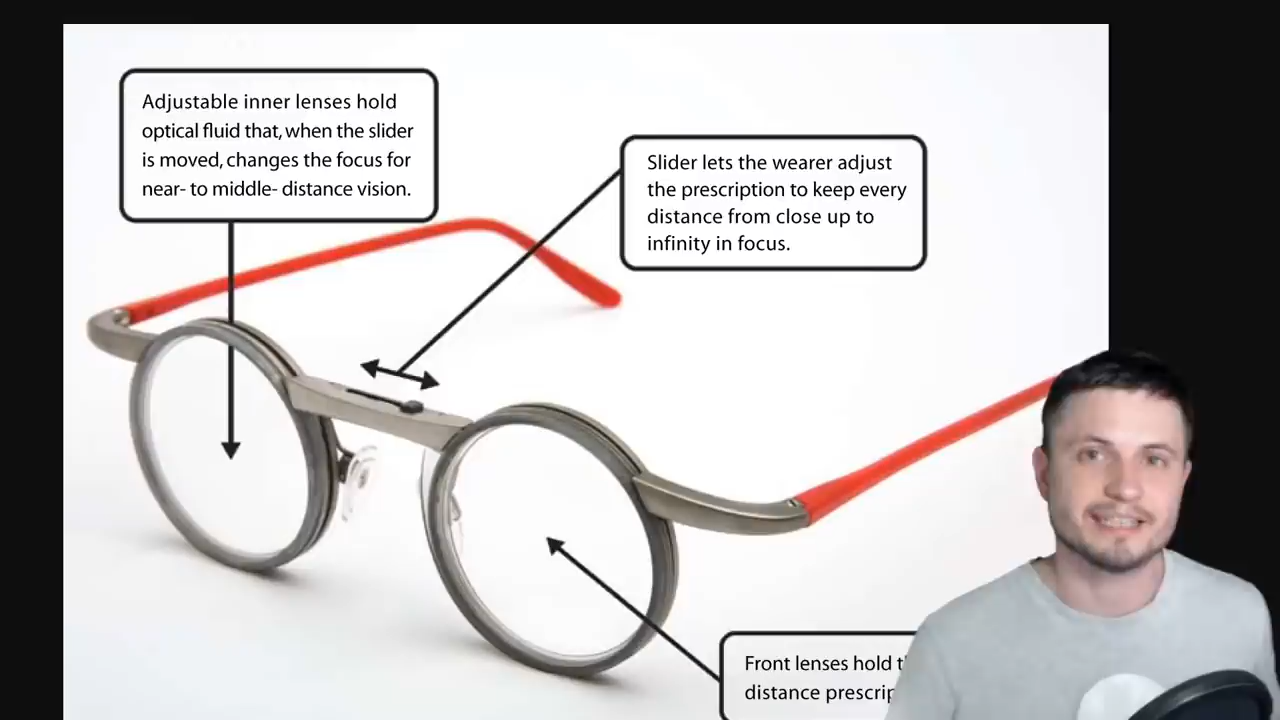 Adjustable inner lenses hold
optical fluid that, when the slider
is moved, changes the focus for
near- to middle- distance vision.
Slider lets the wearer adjust
the prescription to keep every
distance from close up to
infinity in focus.
Front lenses hold
distance